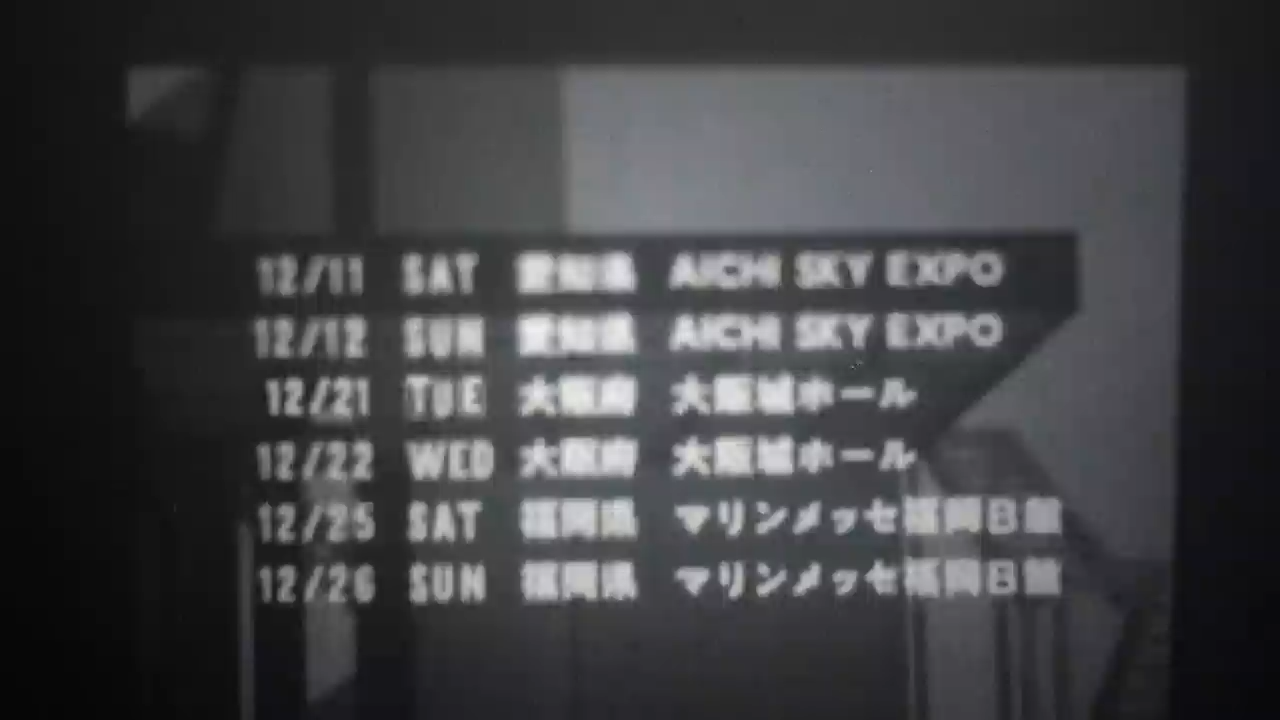 12/11 SAT 愛知県 AICHI SKY EXPO
12/12 SUN 愛知県 AICHI SKY EXPO
12/21 TUE 大阪府 大阪城ホール
12/22 WED 大阪府 大阪城ホール
12/25 SAT 福岡県 マリンメッセ福岡B館
12/26 SUN 福岡県 マリンメッセ福岡B館